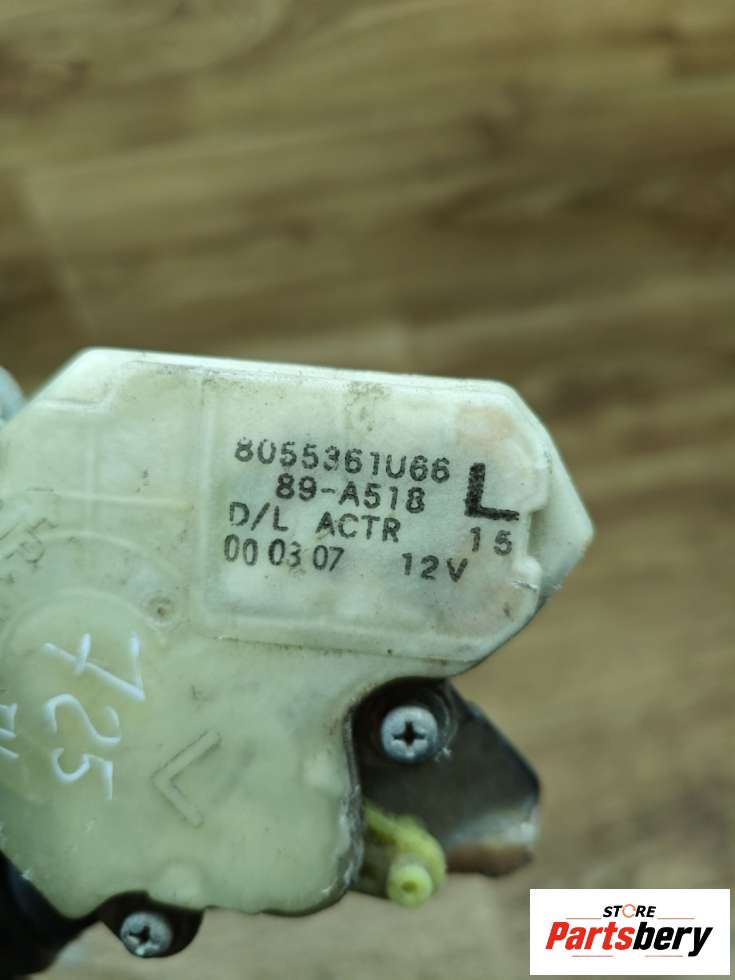 8055361U66
89-A518 L
D/L ACTR 15
00 03 07 12V
725
STORE
Partsbery